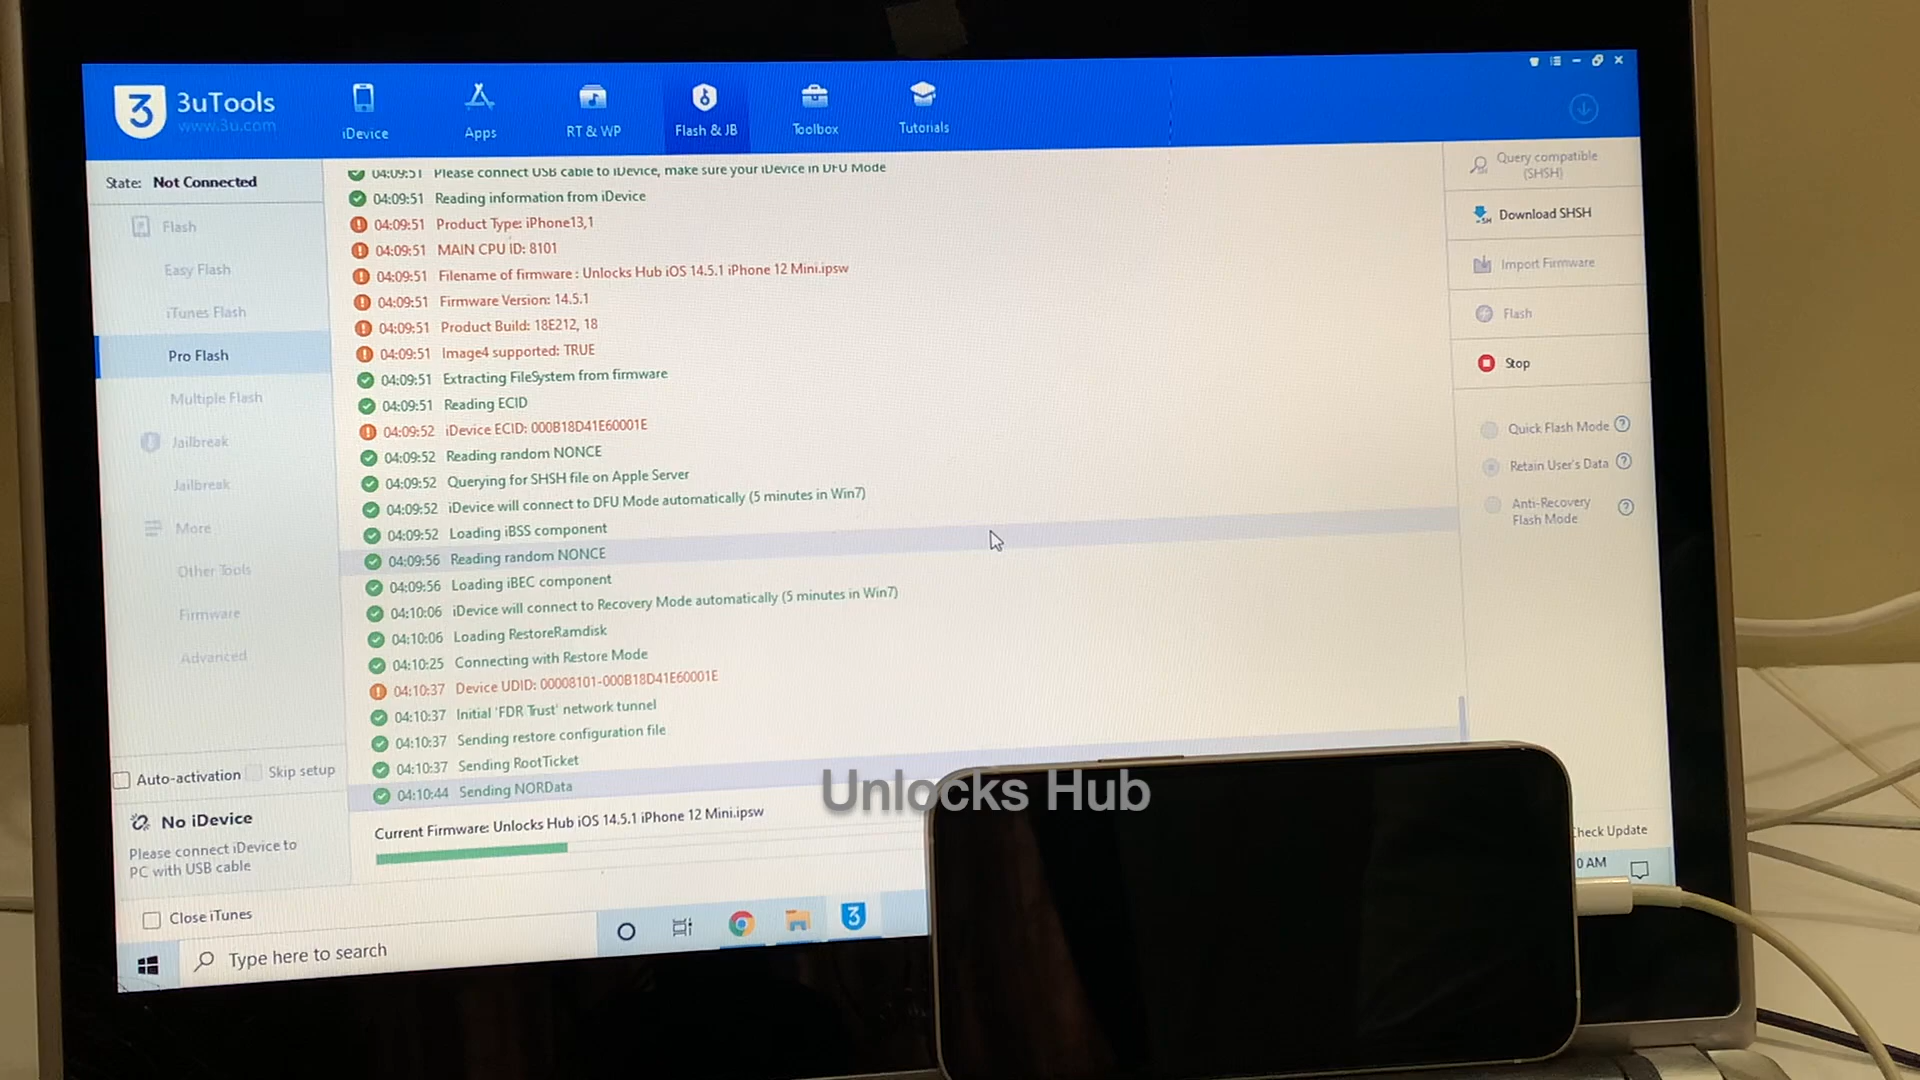 3 3uTools
www.3u.com
iDevice
Apps
RT & WP
Flash & JB
Toolbox
Tutorials
State: Not Connected
Flash
Easy Flash
iTunes Flash
Pro Flash
Multiple Flash
Jailbreak
Jailbreak
More
Other Tools
Firmware
Advanced
Auto-activation Skip setup
No iDevice
Please connect iDevice to
PC with USB cable
Close iTunes
04:09:51 Please connect USB cable to iDevice, make sure your iDevice in DFU Mode
04:09:51 Reading information from iDevice
04:09:51 Product Type: iPhone13,1
04:09:51 MAIN CPU ID: 8101
04:09:51 Filename of firmware : Unlocks Hub iOS 14.5.1 iPhone 12 Mini.ipsw
04:09:51 Firmware Version: 14.5.1
04:09:51 Product Build: 18E212, 18
04:09:51 Image4 supported: TRUE
04:09:51 Extracting FileSystem from firmware
04:09:51 Reading ECID
04:09:52 iDevice ECID: 000B18D41E60001E
04:09:52 Reading random NONCE
04:09:52 Querying for SHSH file on Apple Server
04:09:52 iDevice will connect to DFU Mode automatically (5 minutes in Win7)
04:09:52 Loading iBSS component
04:09:56 Reading random NONCE
04:09:56 Loading iBEC component
04:10:06 iDevice will connect to Recovery Mode automatically (5 minutes in Win7)
04:10:06 Loading RestoreRamdisk
04:10:25 Connecting with Restore Mode
04:10:37 Device UDID: 00008101-000B18D41E60001E
04:10:37 Initial 'FDR Trust' network tunnel
04:10:37 Sending restore configuration file
04:10:37 Sending RootTicket
04:10:44 Sending NORData
Current Firmware: Unlocks Hub iOS 14.5.1 iPhone 12 Mini.ipsw
Query compatible
(SHSH)
Download SHSH
Import Firmware
Flash
Stop
Quick Flash Mode ?
Retain User's Data ?
Anti-Recovery
Flash Mode ?
Check Update
0 AM
Type here to search
3
Unlocks Hub